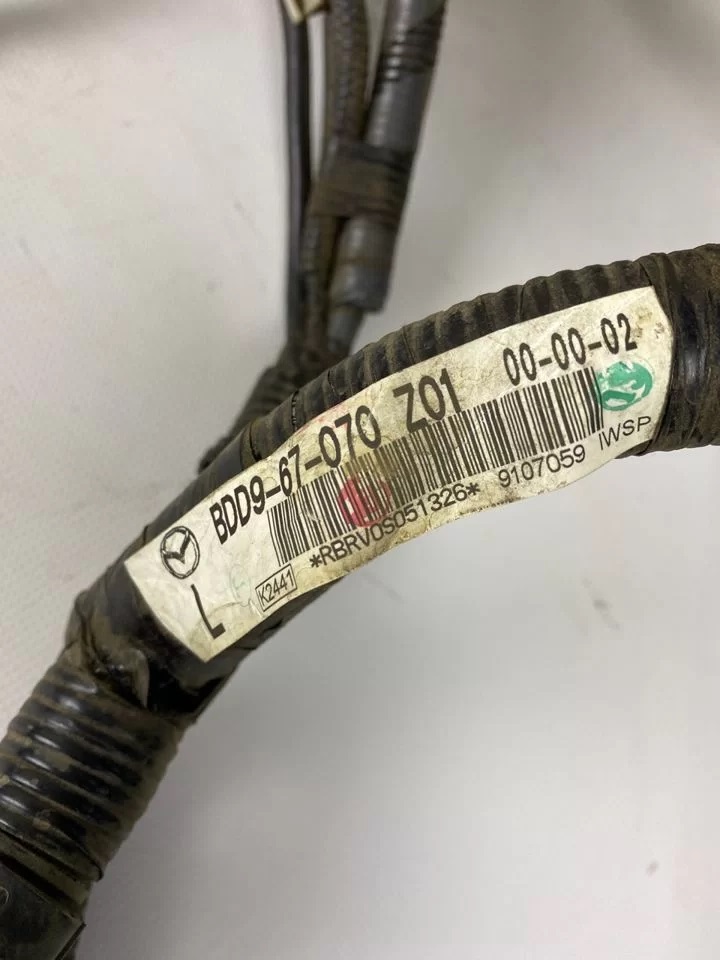 BDD9-67-070 Z01 00-00-02
*RBRV0S051326* 9107059 IWSP
L K2441